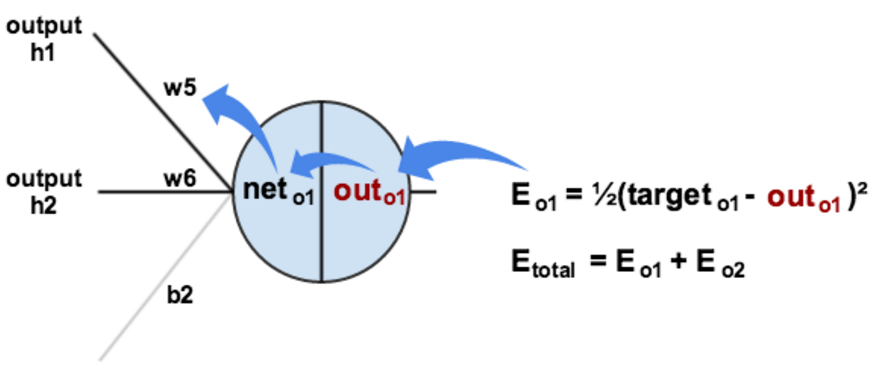 output
h1
w5
output
h2
w6
net o1
out o1
b2
E o1 = ½(target o1 - out o1 )²
E total = E o1 + E o2